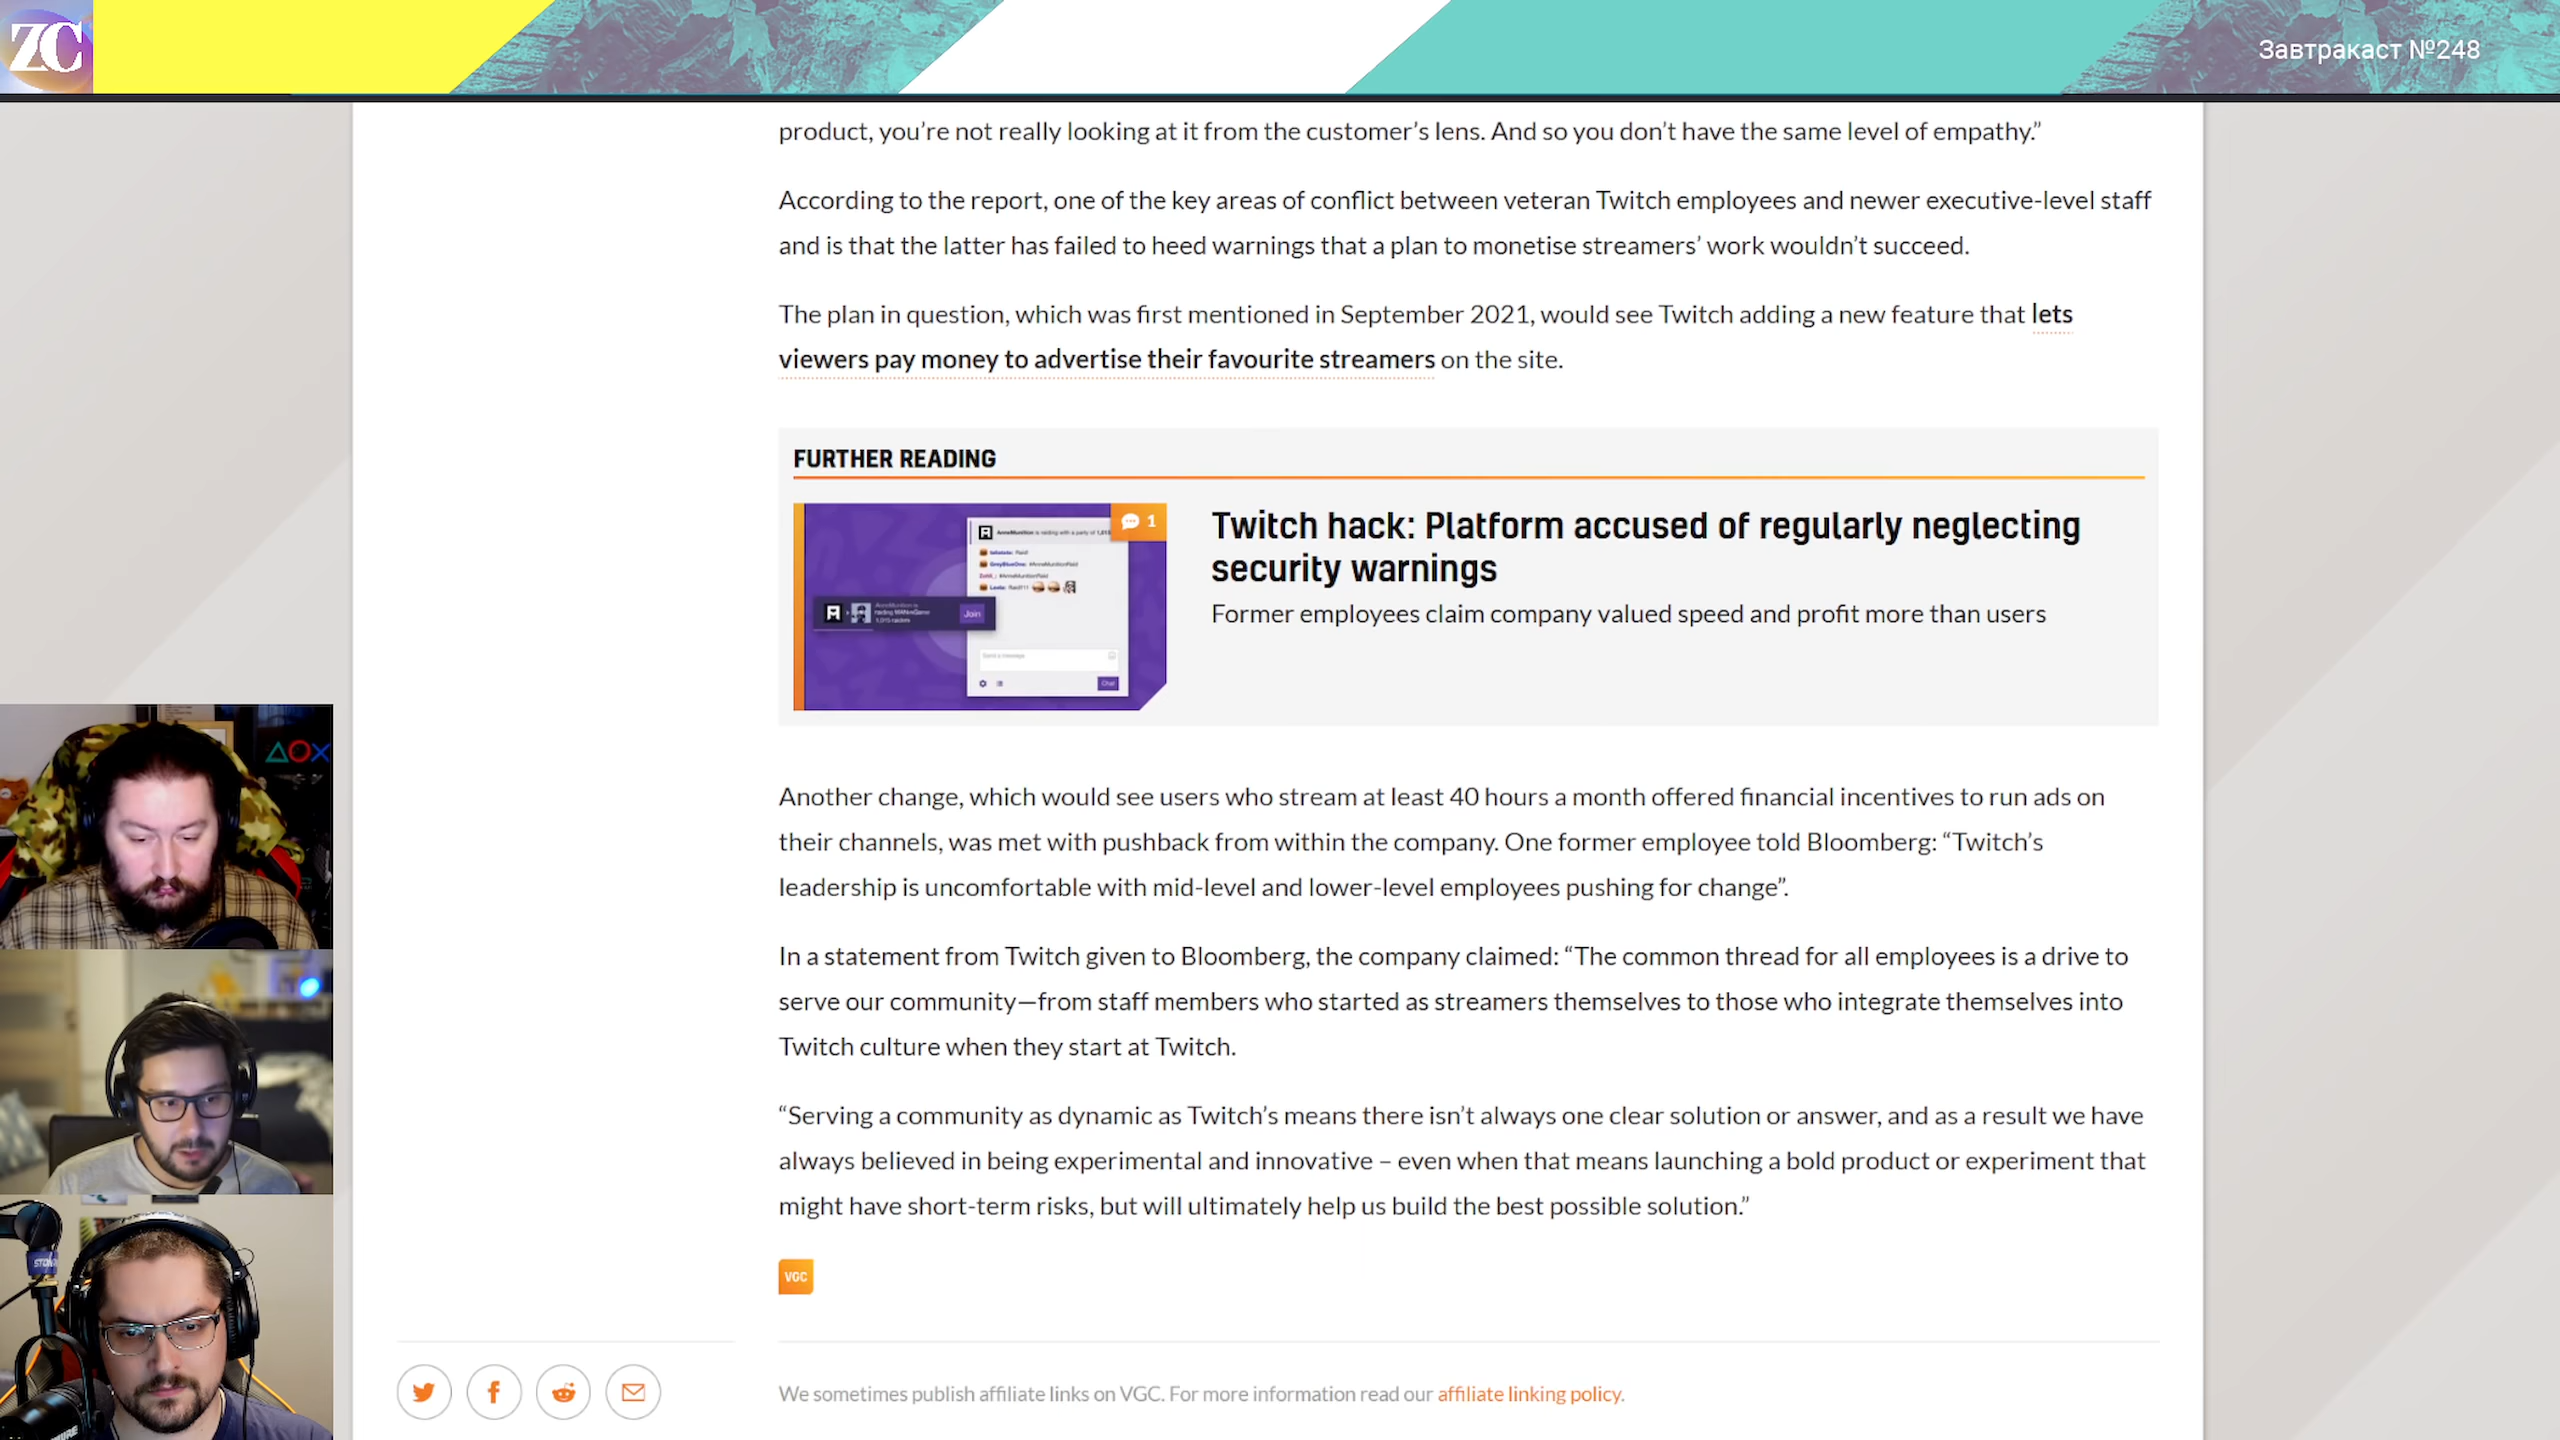 ZC
Завтракаст №248
product, you’re not really looking at it from the customer’s lens. And so you don’t have the same level of empathy.”
According to the report, one of the key areas of conflict between veteran Twitch employees and newer executive-level staff
and is that the latter has failed to heed warnings that a plan to monetise streamers’ work wouldn’t succeed.
The plan in question, which was first mentioned in September 2021, would see Twitch adding a new feature that lets
viewers pay money to advertise their favourite streamers on the site.
FURTHER READING
1
AnneMunition is raiding with a party of
Join
Send a message
Chat
Twitch hack: Platform accused of regularly neglecting
security warnings
Former employees claim company valued speed and profit more than users
Another change, which would see users who stream at least 40 hours a month offered financial incentives to run ads on
their channels, was met with pushback from within the company. One former employee told Bloomberg: “Twitch’s
leadership is uncomfortable with mid-level and lower-level employees pushing for change”.
In a statement from Twitch given to Bloomberg, the company claimed: “The common thread for all employees is a drive to
serve our community—from staff members who started as streamers themselves to those who integrate themselves into
Twitch culture when they start at Twitch.
“Serving a community as dynamic as Twitch’s means there isn’t always one clear solution or answer, and as a result we have
always believed in being experimental and innovative – even when that means launching a bold product or experiment that
might have short-term risks, but will ultimately help us build the best possible solution.”
VGC
We sometimes publish affiliate links on VGC. For more information read our affiliate linking policy.